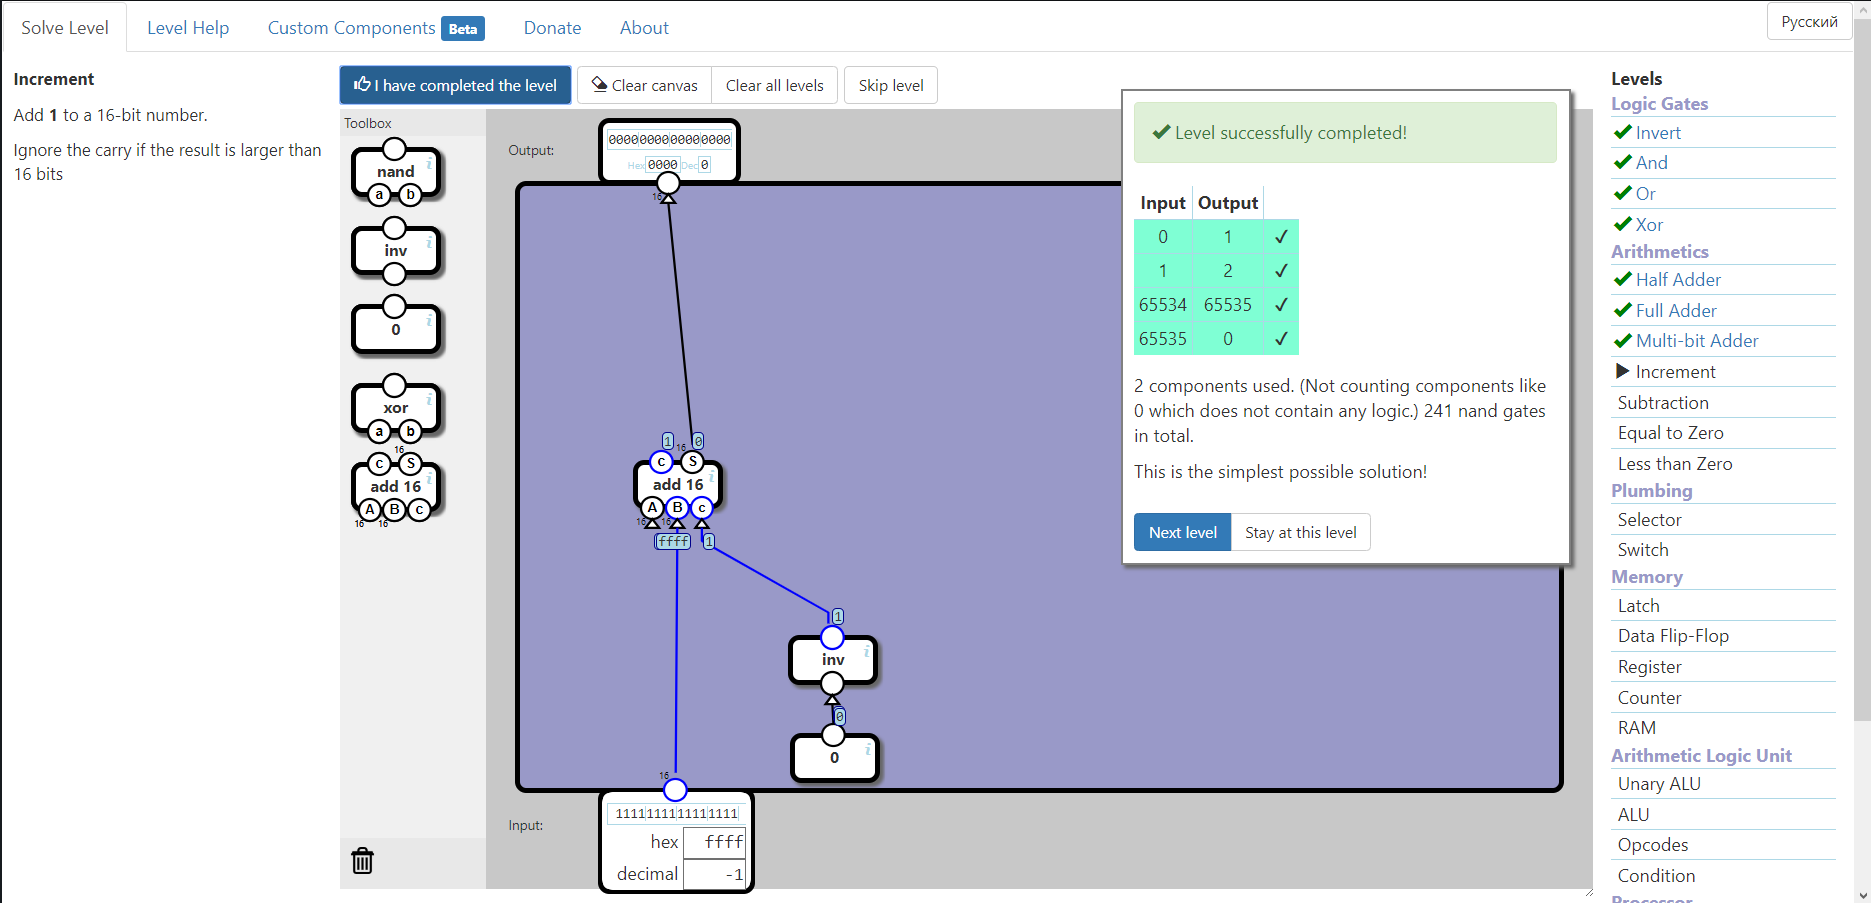 Solve Level Level Help Custom Components Beta Donate About Русский
Increment
Add 1 to a 16-bit number.
Ignore the carry if the result is larger than
16 bits
I have completed the level Clear canvas Clear all levels Skip level
Toolbox
nand
a b
inv
0
xor
a b
16
c S
add 16
A B c
16 16
Output:
0000000000000000
Hex 0000 Dec 0
16
1 16 0
c S
add 16
A B c
16 16
ffff 1
1
inv
0
0
16
Input:
1111111111111111
hex ffff
decimal -1
Level successfully completed!
Input Output
0 1
1 2
65534 65535
65535 0
2 components used. (Not counting components like
0 which does not contain any logic.) 241 nand gates
in total.
This is the simplest possible solution!
Next level Stay at this level
Levels
Logic Gates
Invert
And
Or
Xor
Arithmetics
Half Adder
Full Adder
Multi-bit Adder
Increment
Subtraction
Equal to Zero
Less than Zero
Plumbing
Selector
Switch
Memory
Latch
Data Flip-Flop
Register
Counter
RAM
Arithmetic Logic Unit
Unary ALU
ALU
Opcodes
Condition
Processor